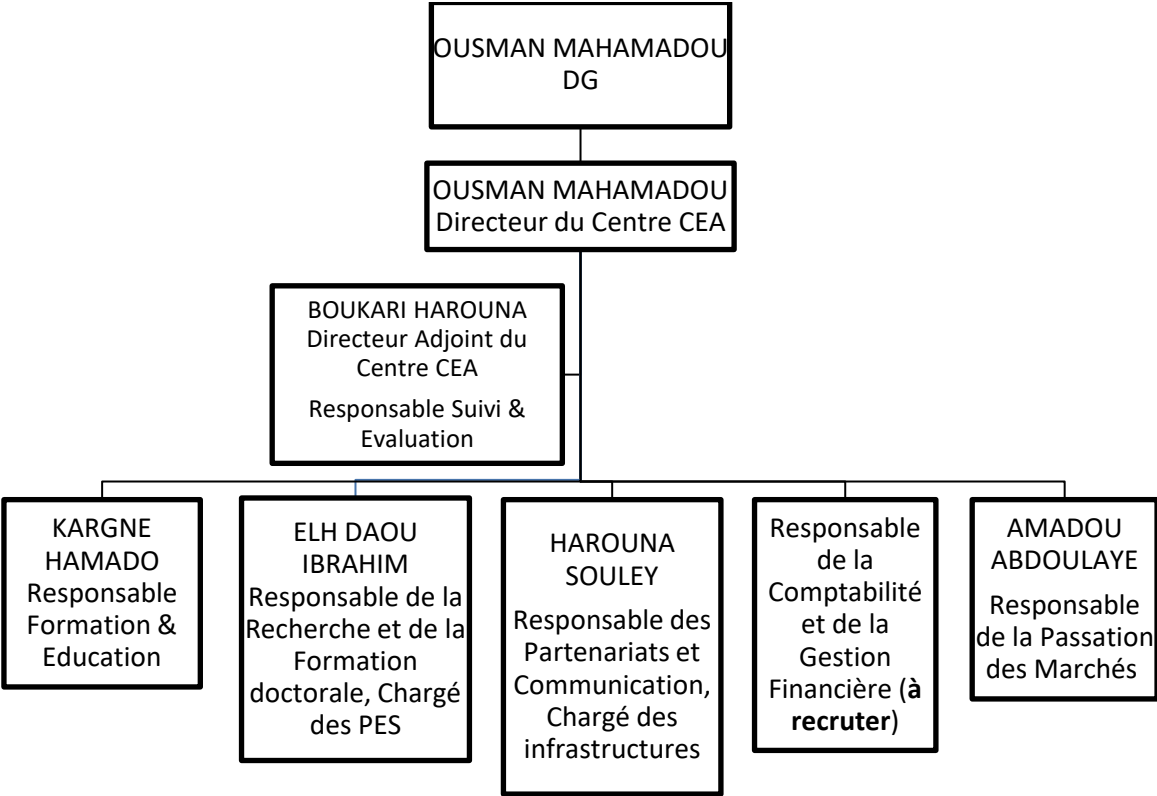 OUSMAN MAHAMADOU
DG
OUSMAN MAHAMADOU
Directeur du Centre CEA
BOUKARI HAROUNA
Directeur Adjoint du
Centre CEA
Responsable Suivi &
Evaluation
KARGNE
HAMADO
Responsable
Formation &
Education
ELH DAOU
IBRAHIM
Responsable de la
Recherche et de la
Formation
doctorale, Chargé
des PES
HAROUNA
SOULEY
Responsable des
Partenariats et
Communication,
Chargé des
infrastructures
Responsable
de la
Comptabilité
et de la
Gestion
Financière (à
recruter)
AMADOU
ABDOULAYE
Responsable
de la Passation
des Marchés